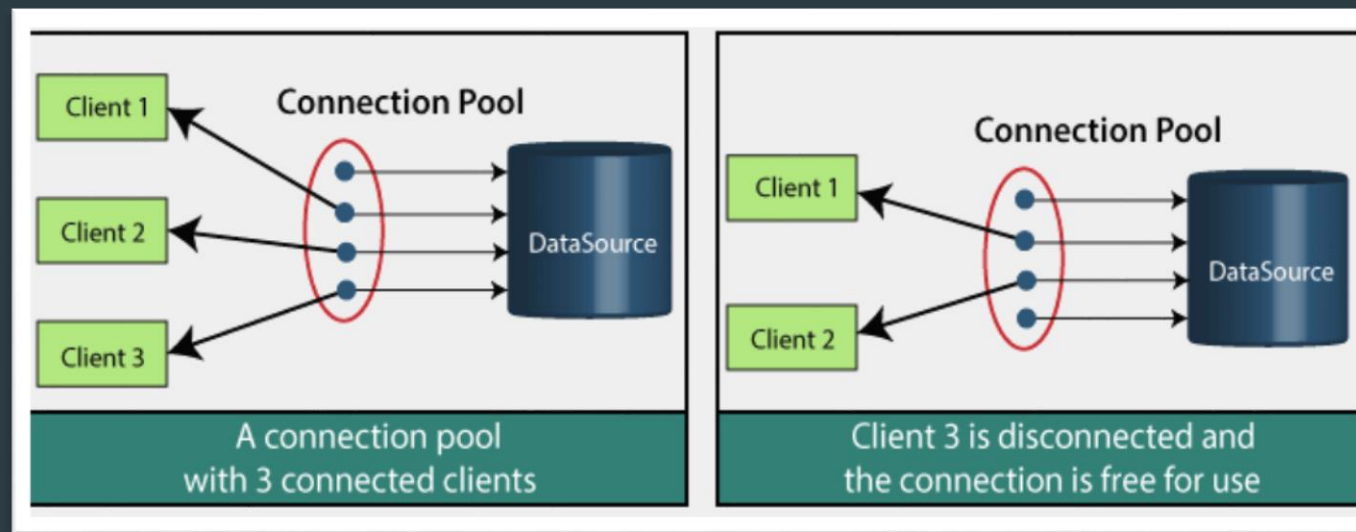 Connection Pool
Client 1
Client 2
Client 3
DataSource
A connection pool
with 3 connected clients
Connection Pool
Client 1
Client 2
DataSource
Client 3 is disconnected and
the connection is free for use